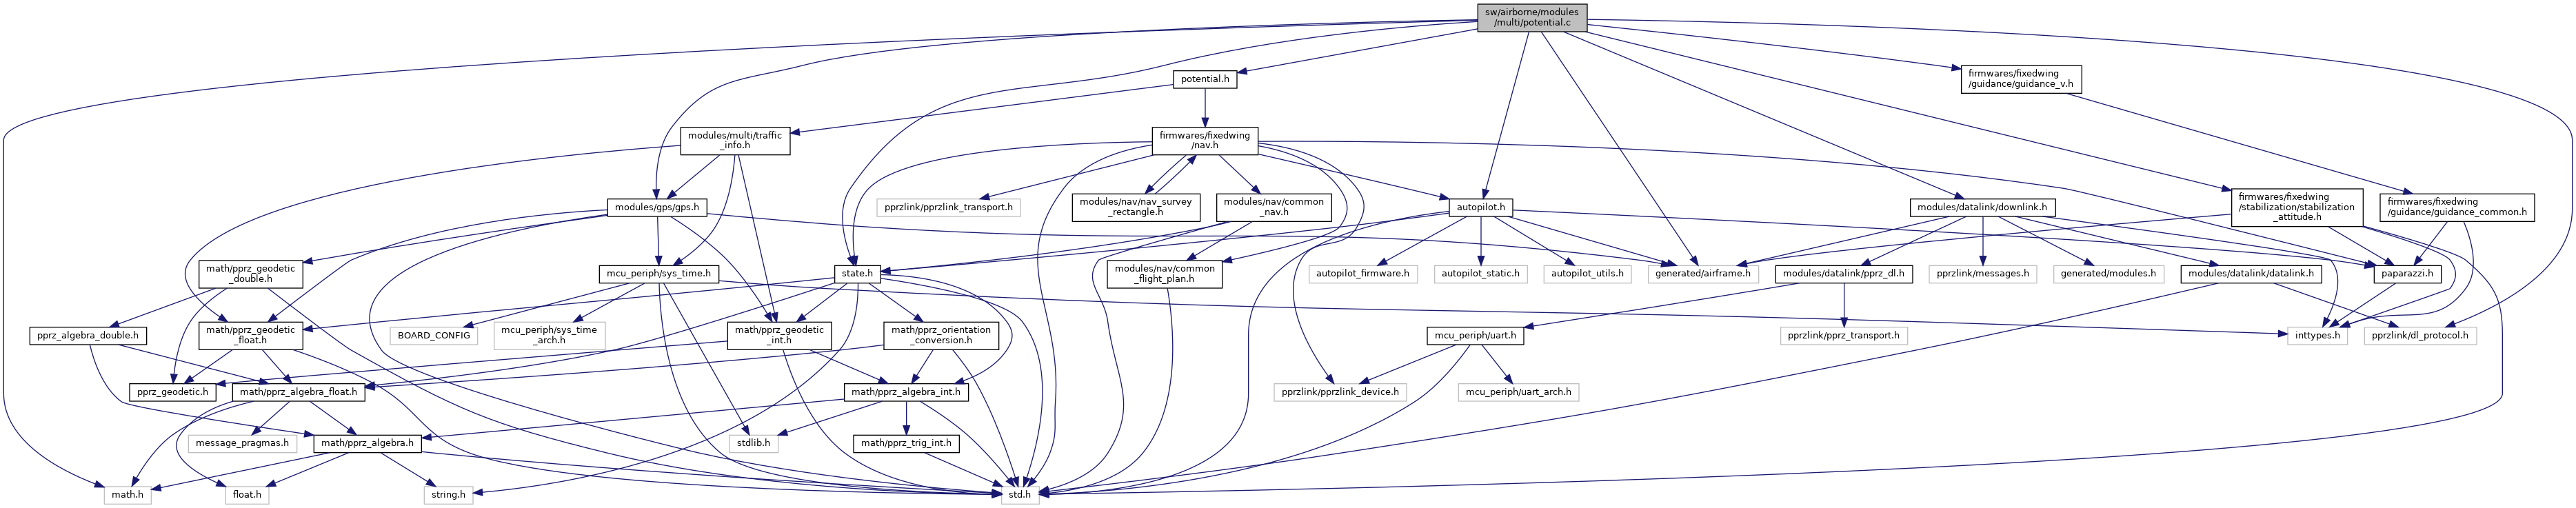 sw/airborne/modules
/multi/potential.c
potential.h
firmwares/fixedwing
/guidance/guidance_v.h
modules/multi/traffic
_info.h
firmwares/fixedwing
/nav.h
modules/gps/gps.h
pprzlink/pprzlink_transport.h
modules/nav/nav_survey
_rectangle.h
modules/nav/common
_nav.h
autopilot.h
modules/datalink/downlink.h
firmwares/fixedwing
/stabilization/stabilization
_attitude.h
firmwares/fixedwing
/guidance/guidance_common.h
math/pprz_geodetic
_double.h
mcu_periph/sys_time.h
state.h
modules/nav/common
_flight_plan.h
autopilot_firmware.h
autopilot_static.h
autopilot_utils.h
generated/airframe.h
modules/datalink/pprz_dl.h
pprzlink/messages.h
generated/modules.h
modules/datalink/datalink.h
paparazzi.h
pprz_algebra_double.h
math/pprz_geodetic
_float.h
BOARD_CONFIG
mcu_periph/sys_time
_arch.h
math/pprz_geodetic
_int.h
math/pprz_orientation
_conversion.h
mcu_periph/uart.h
pprzlink/pprz_transport.h
inttypes.h
pprzlink/dl_protocol.h
pprz_geodetic.h
math/pprz_algebra_float.h
math/pprz_algebra_int.h
pprzlink/pprzlink_device.h
mcu_periph/uart_arch.h
message_pragmas.h
math/pprz_algebra.h
stdlib.h
math/pprz_trig_int.h
math.h
float.h
string.h
std.h